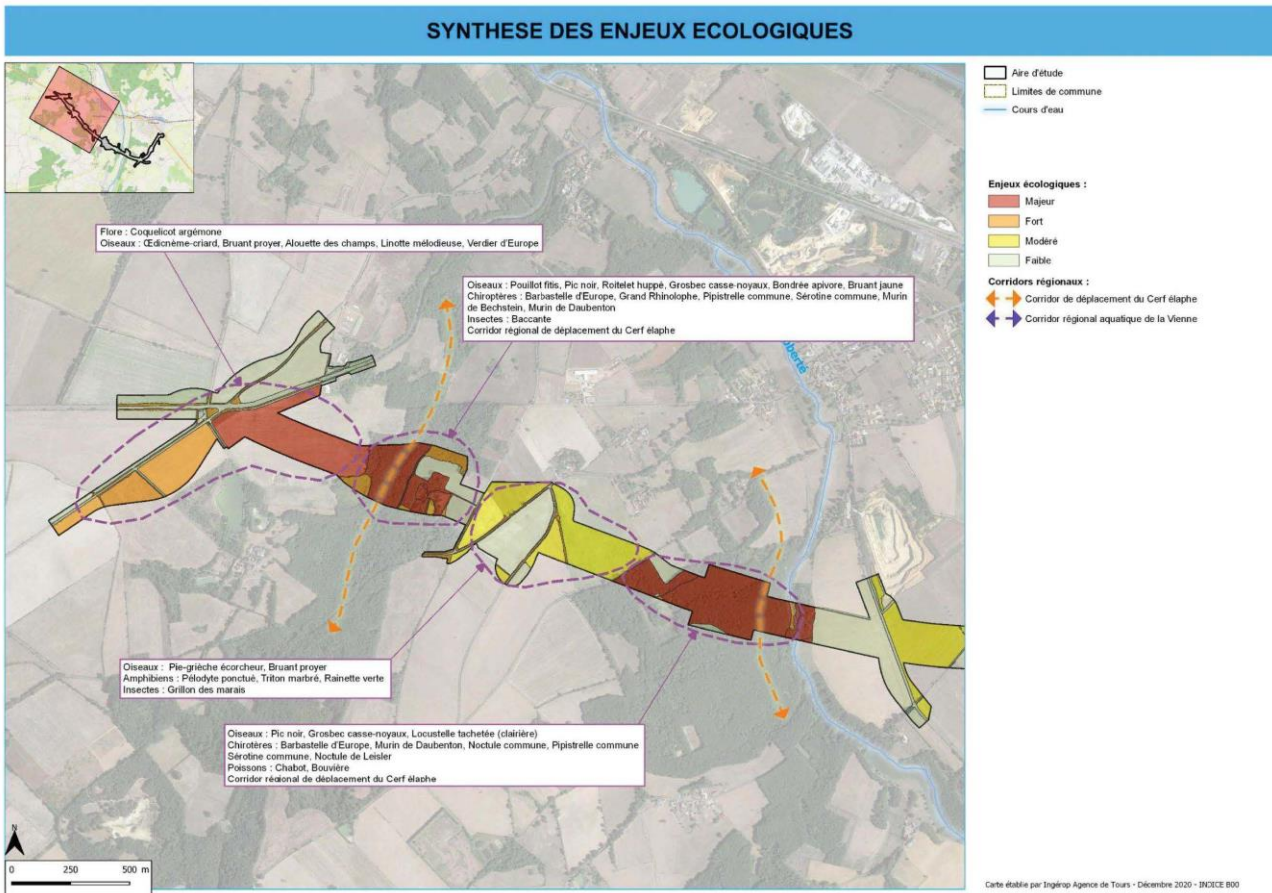 SYNTHESE DES ENJEUX ECOLOGIQUES
Aire d'étude
Limites de commune
Cours d'eau
Enjeux écologiques :
Majeur
Fort
Modéré
Faible
Corridors régionaux :
Corridor de déplacement du Cerf élaphe
Corridor régional aquatique de la Vienne
Flore : Coquelicot argémone
Oiseaux : Œdicnème-criard, Bruant proyer, Alouette des champs, Linotte mélodieuse, Verdier d'Europe
Oiseaux : Pouillot fitis, Pic noir, Roitelet huppé, Grosbec casse-noyaux, Bondrée apivore, Bruant jaune
Chiroptères : Barbastelle d'Europe, Grand Rhinolophe, Pipistrelle commune, Sérotine commune, Murin
de Bechstein, Murin de Daubenton
Insectes : Baccante
Corridor régional de déplacement du Cerf élaphe
Oiseaux : Pie-grièche écorcheur, Bruant proyer
Amphibiens : Pélodyte ponctué, Triton marbré, Rainette verte
Insectes : Grillon des marais
Oiseaux : Pic noir, Grosbec casse-noyaux, Locustelle tachetée (clairière)
Chirotères : Barbastelle d'Europe, Murin de Daubenton, Noctule commune, Pipistrelle commune
Sérotine commune, Noctule de Leisler
Poissons : Chabot, Bouvière
Corridor régional de déplacement du Cerf élaphe
N
0 250 500 m
Carte établie par Ingérop Agence de Tours - Décembre 2020 - INDICE B00